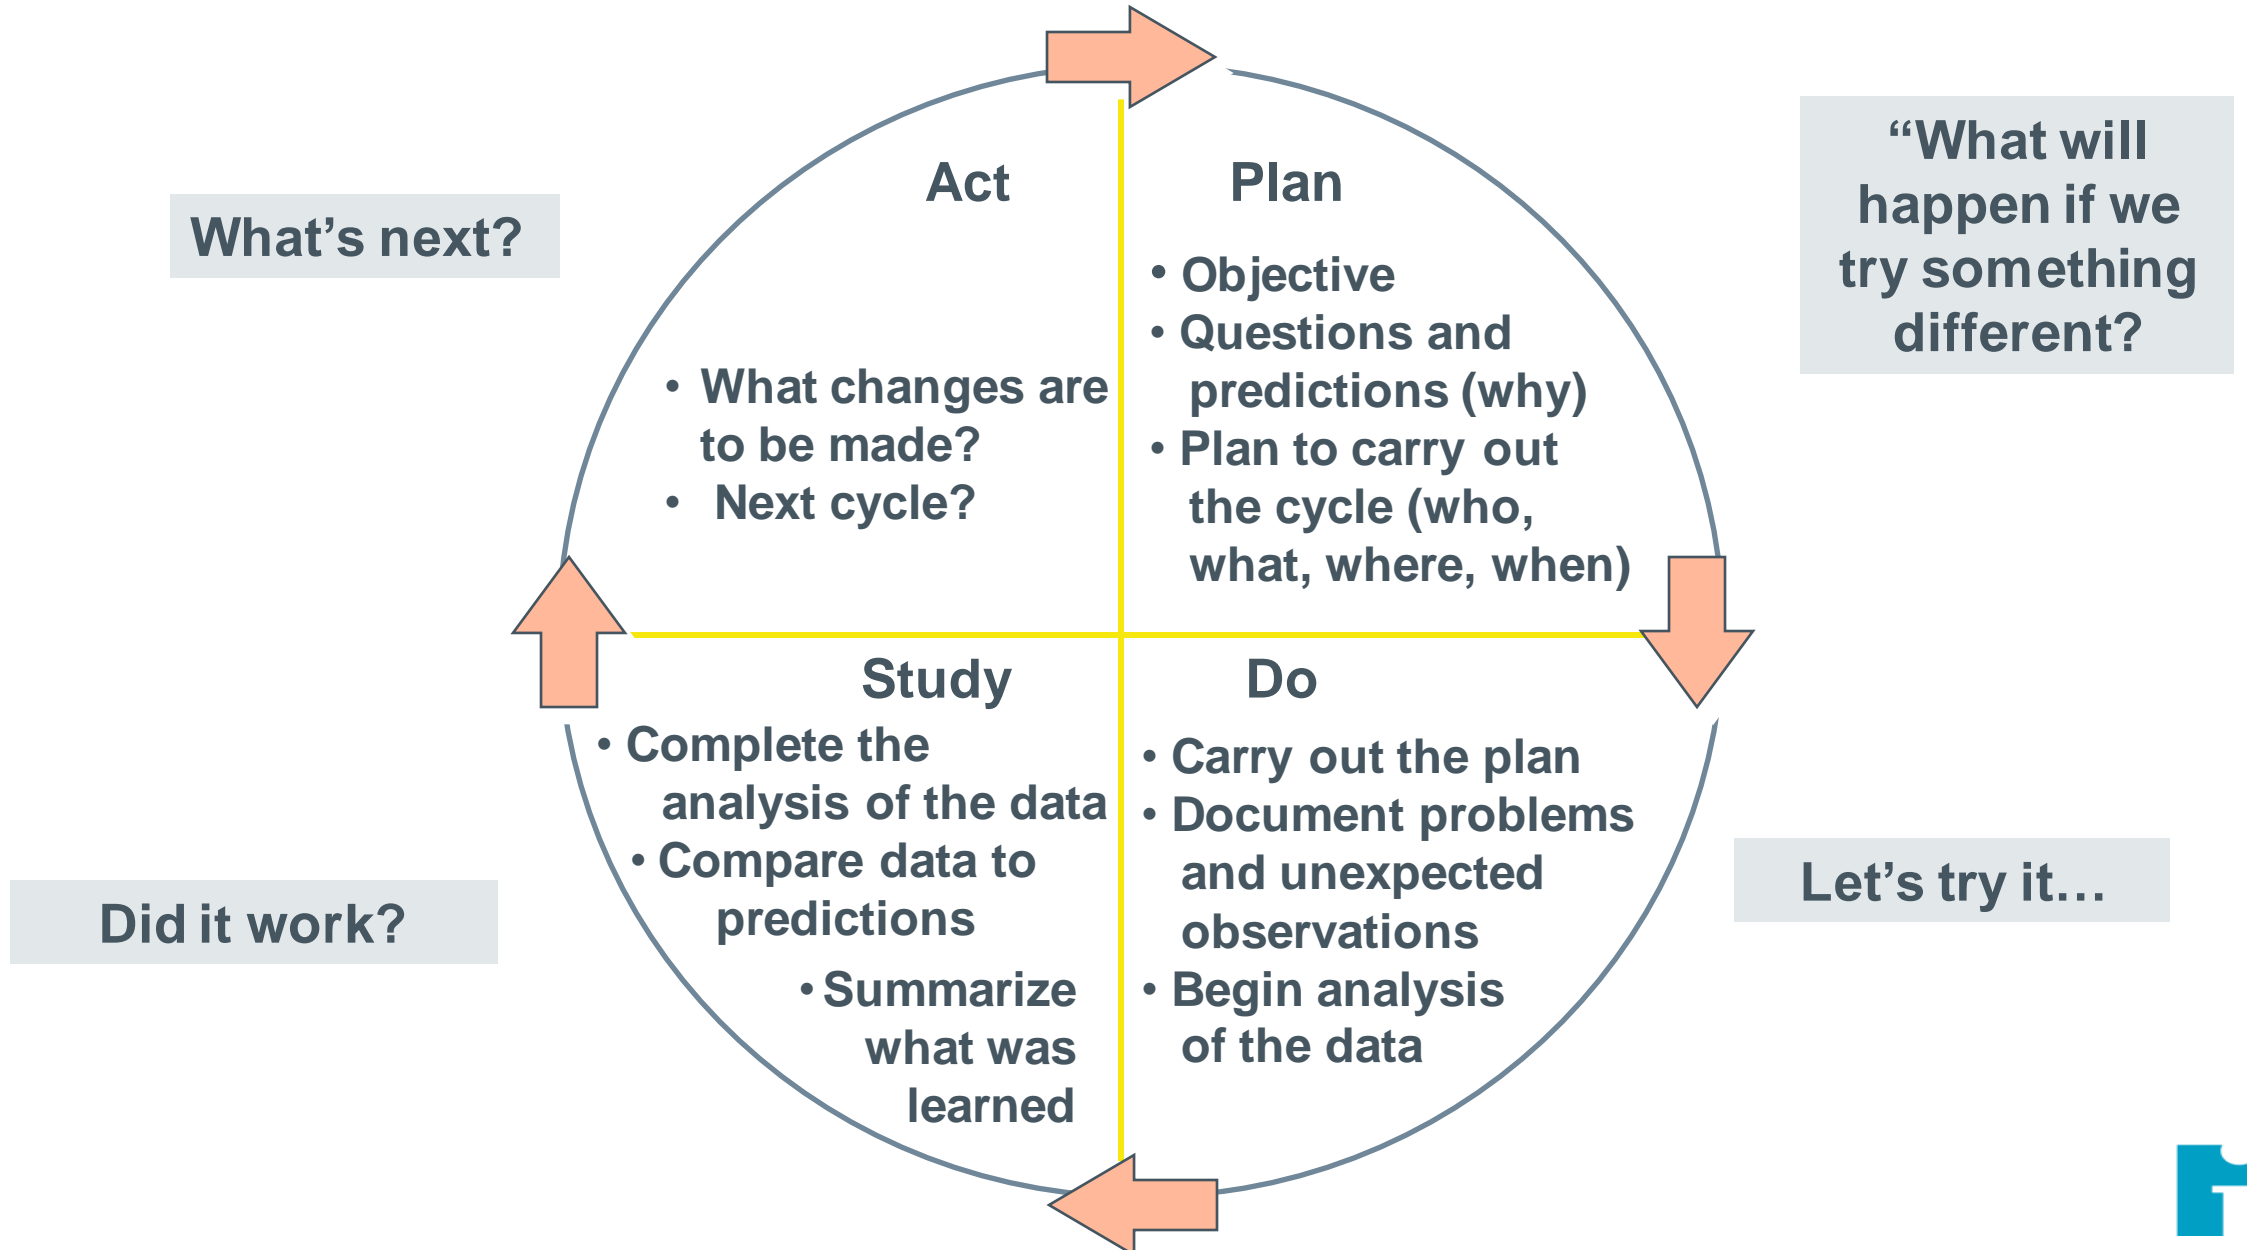 Act
Plan
“What will
happen if we
try something
different?
What’s next?
• Objective
• Questions and
predictions (why)
• Plan to carry out
the cycle (who,
what, where, when)
• What changes are
to be made?
• Next cycle?
Study
Do
• Complete the
analysis of the data
• Compare data to
predictions
• Summarize
what was
learned
• Carry out the plan
• Document problems
and unexpected
observations
• Begin analysis
of the data
Did it work?
Let’s try it…